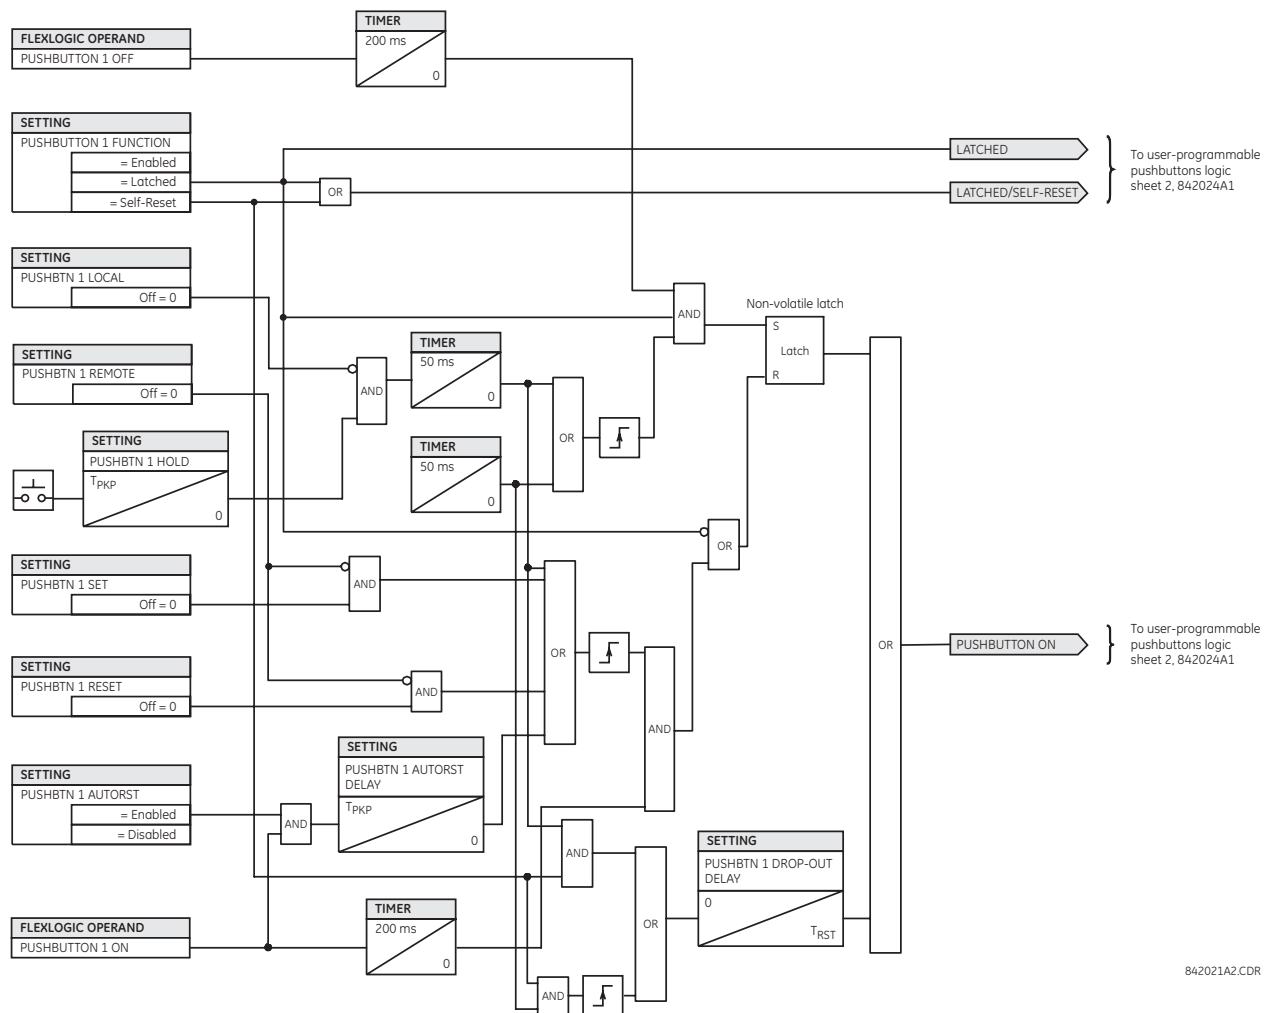 FLEXLOGIC OPERAND
PUSHBUTTON 1 OFF
TIMER
200 ms
0
SETTING
PUSHBUTTON 1 FUNCTION
= Enabled
= Latched
= Self-Reset
OR
LATCHED
LATCHED/SELF-RESET
To user-programmable
pushbuttons logic
sheet 2, 842024A1
SETTING
PUSHBTN 1 LOCAL
Off = 0
SETTING
PUSHBTN 1 REMOTE
Off = 0
SETTING
PUSHBTN 1 HOLD
TPKP
0
AND
TIMER
50 ms
0
TIMER
50 ms
0
OR
AND
Non-volatile latch
S
Latch
R
OR
SETTING
PUSHBTN 1 SET
Off = 0
AND
SETTING
PUSHBTN 1 RESET
Off = 0
AND
OR
AND
OR
PUSHBUTTON ON
To user-programmable
pushbuttons logic
sheet 2, 842024A1
SETTING
PUSHBTN 1 AUTORST
= Enabled
= Disabled
AND
SETTING
PUSHBTN 1 AUTORST
DELAY
TPKP
0
AND
OR
SETTING
PUSHBTN 1 DROP-OUT
DELAY
0
TRST
FLEXLOGIC OPERAND
PUSHBUTTON 1 ON
TIMER
200 ms
0
AND
842021A2.CDR